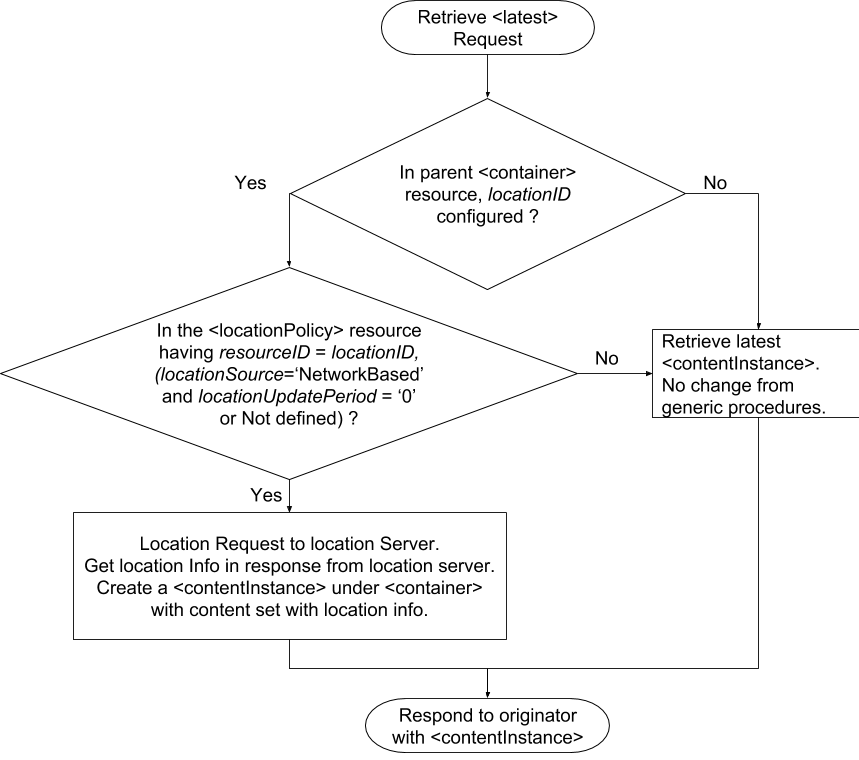 Retrieve <latest>
Request
In parent <container>
resource, locationID
configured ?
Yes
No
In the <locationPolicy> resource
having resourceID = locationID,
(locationSource=‘NetworkBased’
and locationUpdatePeriod = ‘0’
or Not defined) ?
No
Retrieve latest
<contentInstance>.
No change from
generic procedures.
Yes
Location Request to location Server.
Get location Info in response from location server.
Create a <contentInstance> under <container>
with content set with location info.
Respond to originator
with <contentInstance>